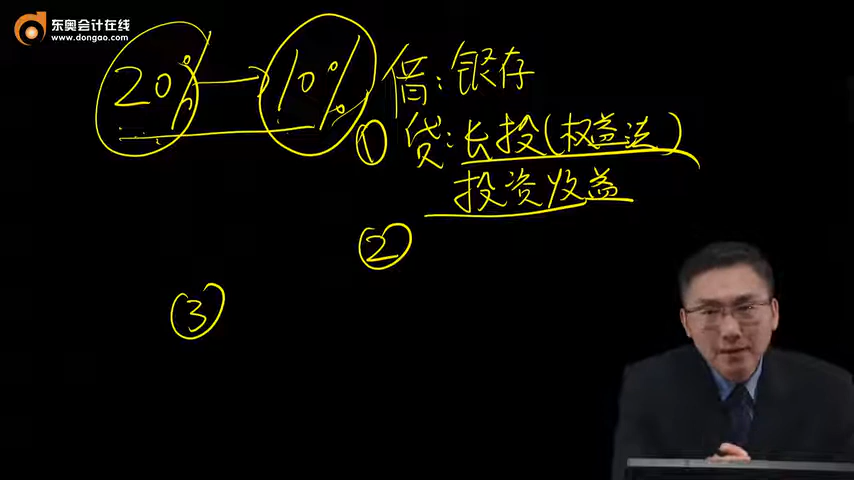 东奥会计在线
www.dongao.com
20% → 10%
借:银存
① 贷:长投(权益法)
投资收益
②
③